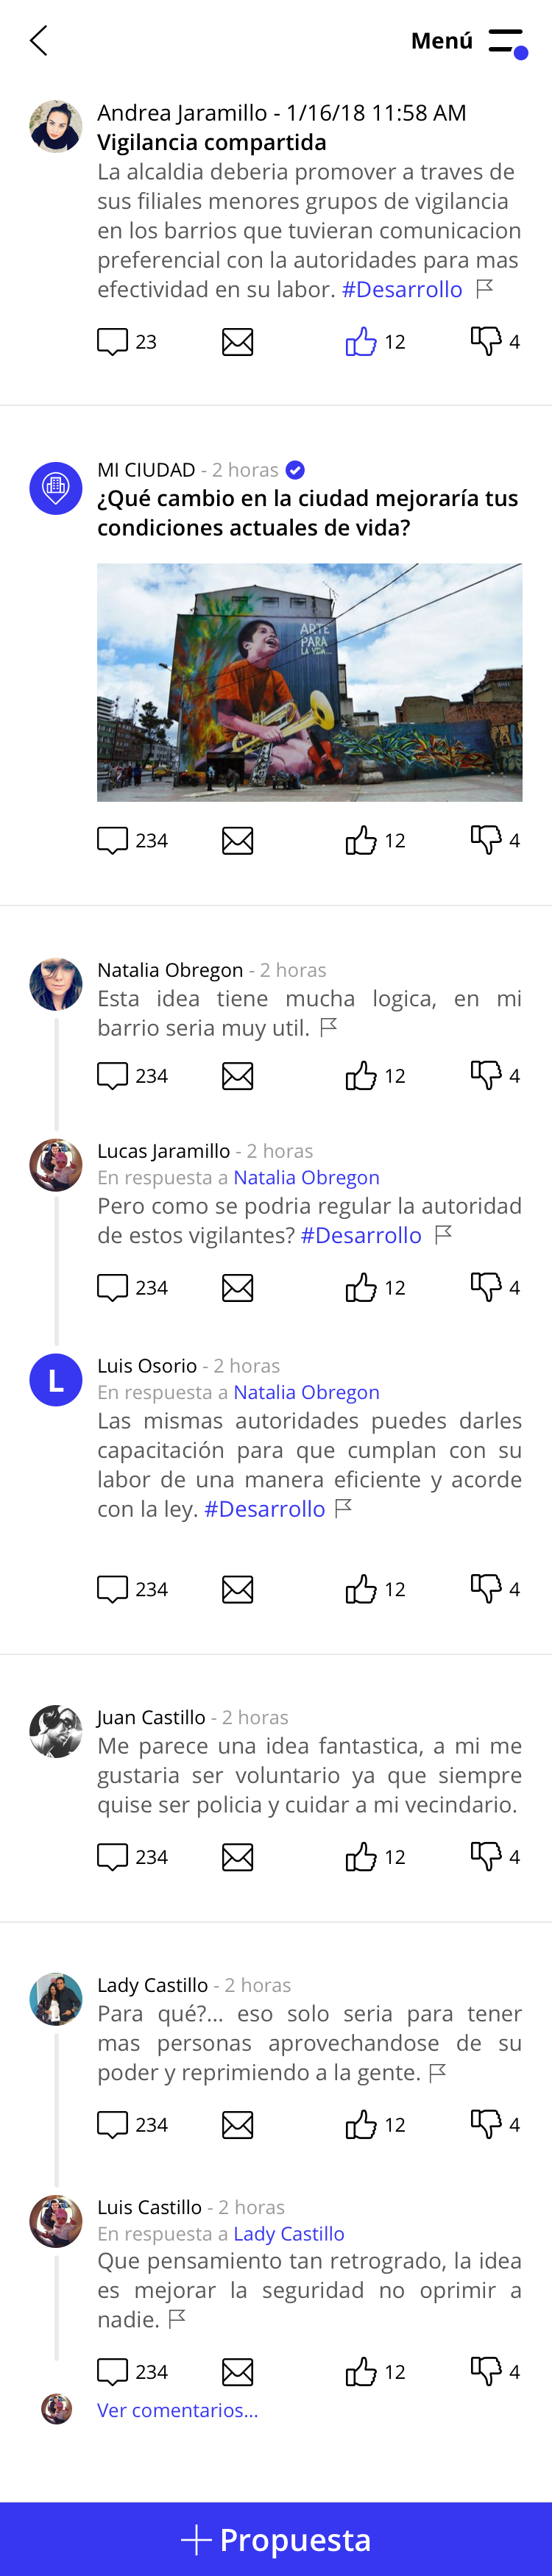 Menú
Andrea Jaramillo - 1/16/18 11:58 AM
Vigilancia compartida
La alcaldia deberia promover a traves de
sus filiales menores grupos de vigilancia
en los barrios que tuvieran comunicacion
preferencial con la autoridades para mas
efectividad en su labor. #Desarrollo
23 12 4
MI CIUDAD - 2 horas
¿Qué cambio en la ciudad mejoraría tus
condiciones actuales de vida?
ARTE
PARA
LA VIDA...
234 12 4
Natalia Obregon - 2 horas
Esta idea tiene mucha logica, en mi
barrio seria muy util.
234 12 4
Lucas Jaramillo - 2 horas
En respuesta a Natalia Obregon
Pero como se podria regular la autoridad
de estos vigilantes? #Desarrollo
234 12 4
L
Luis Osorio - 2 horas
En respuesta a Natalia Obregon
Las mismas autoridades puedes darles
capacitación para que cumplan con su
labor de una manera eficiente y acorde
con la ley. #Desarrollo
234 12 4
Juan Castillo - 2 horas
Me parece una idea fantastica, a mi me
gustaria ser voluntario ya que siempre
quise ser policia y cuidar a mi vecindario.
234 12 4
Lady Castillo - 2 horas
Para qué?... eso solo seria para tener
mas personas aprovechandose de su
poder y reprimiendo a la gente.
234 12 4
Luis Castillo - 2 horas
En respuesta a Lady Castillo
Que pensamiento tan retrogrado, la idea
es mejorar la seguridad no oprimir a
nadie.
234 12 4
Ver comentarios...
Propuesta